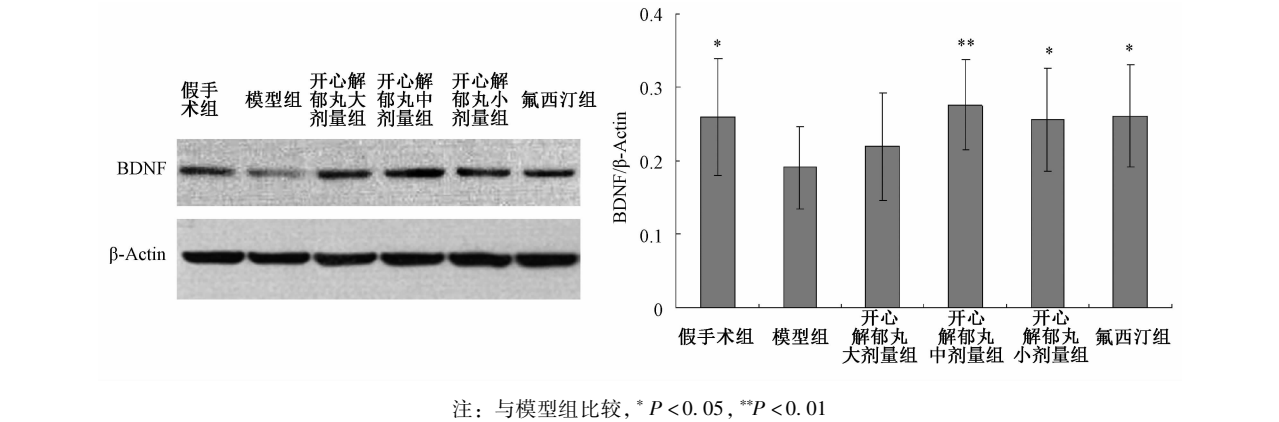 假手
术组
模型组
开心解
郁丸大
剂量组
开心解
郁丸中
剂量组
开心解
郁丸小
剂量组
氟西汀组
BDNF
β-Actin
BDNF/β-Actin
0.4
0.3
0.2
0.1
0
*
**
*
*
假手术组
模型组
开心
解郁丸
大剂量组
开心
解郁丸
中剂量组
开心
解郁丸
小剂量组
氟西汀组
注：与模型组比较，* P<0.05，**P<0.01